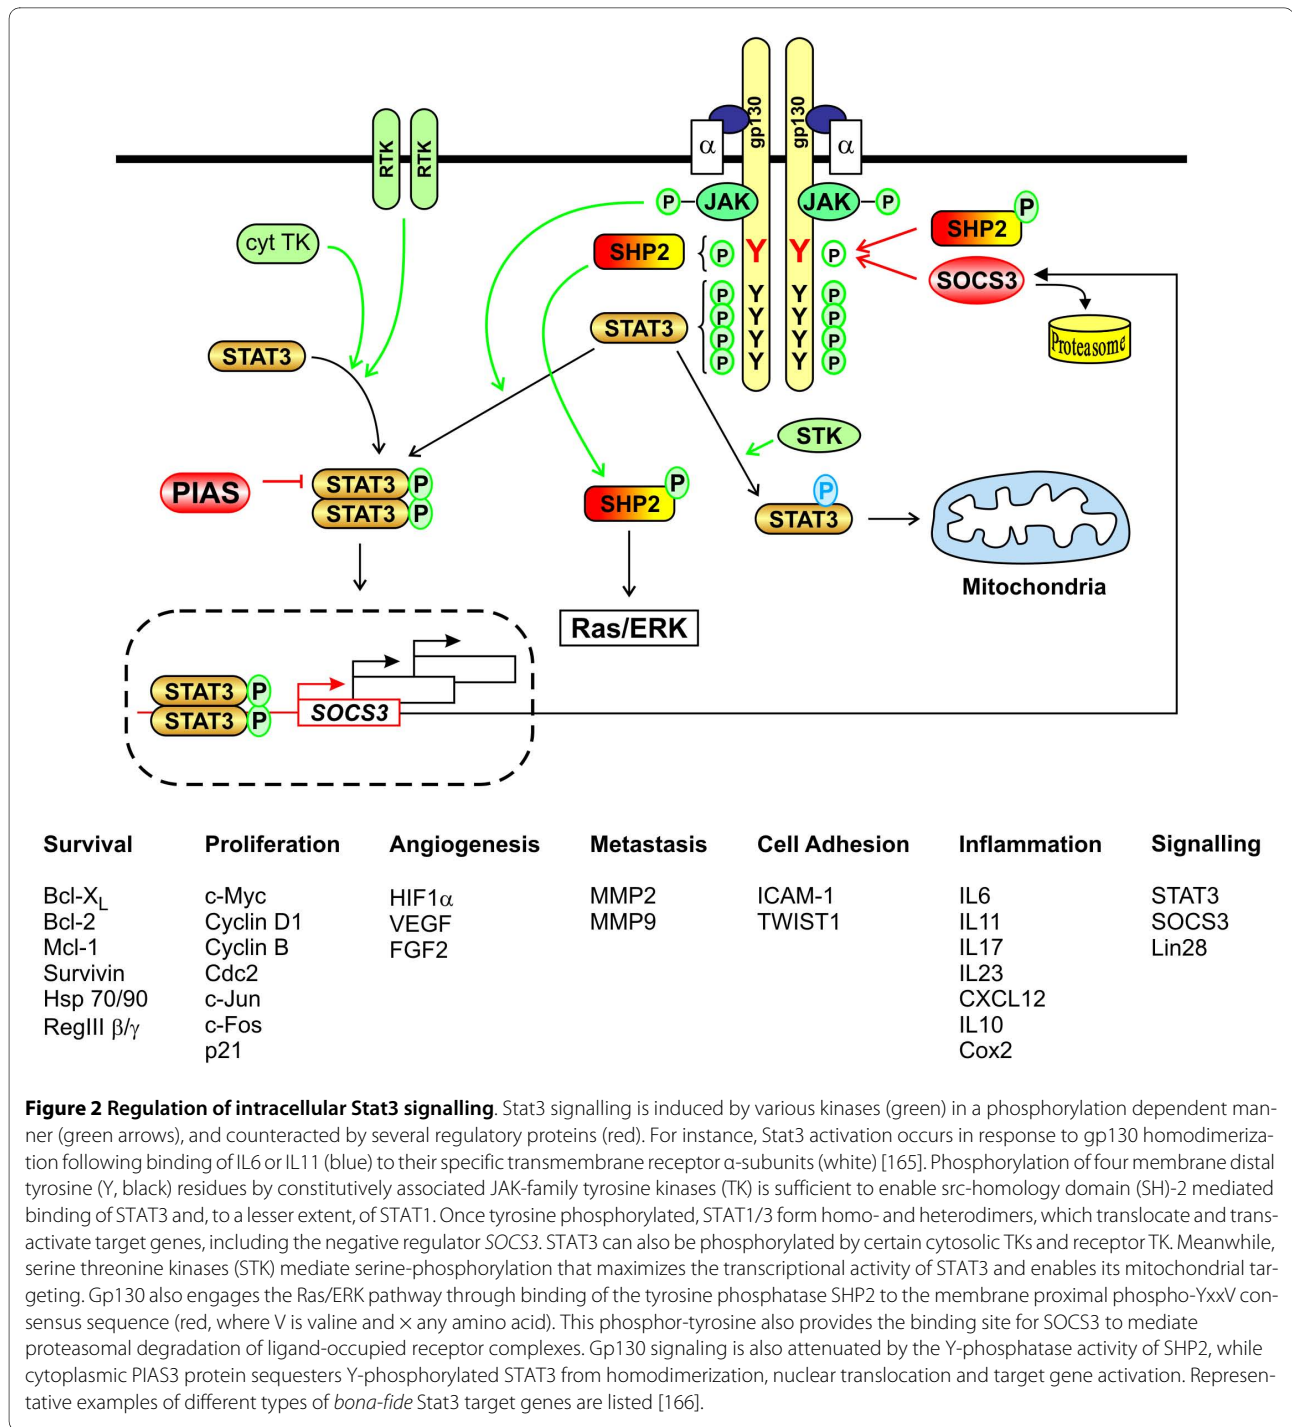 gp130 gp130
RTK RTK
α α
P JAK JAK P
P
SHP2
cyt TK
SHP2 P Y Y P
SOCS3
P Y Y P
STAT3 P Y Y P
P Y Y P
P Y Y P
Proteasome
STAT3
STK
PIAS
STAT3 P
STAT3 P
P
SHP2
P
STAT3
Mitochondria
Ras/ERK
STAT3 P
STAT3 P
SOCS3
Survival Proliferation Angiogenesis Metastasis Cell Adhesion Inflammation Signalling
Bcl-XL c-Myc HIF1α MMP2 ICAM-1 IL6 STAT3
Bcl-2 Cyclin D1 VEGF MMP9 TWIST1 IL11 SOCS3
Mcl-1 Cyclin B FGF2 IL17 Lin28
Survivin Cdc2 IL23
Hsp 70/90 c-Jun CXCL12
RegIII β/γ c-Fos IL10
p21 Cox2
Figure 2 Regulation of intracellular Stat3 signalling. Stat3 signalling is induced by various kinases (green) in a phosphorylation dependent man-
ner (green arrows), and counteracted by several regulatory proteins (red). For instance, Stat3 activation occurs in response to gp130 homodimeriza-
tion following binding of IL6 or IL11 (blue) to their specific transmembrane receptor α-subunits (white) [165]. Phosphorylation of four membrane distal
tyrosine (Y, black) residues by constitutively associated JAK-family tyrosine kinases (TK) is sufficient to enable src-homology domain (SH)-2 mediated
binding of STAT3 and, to a lesser extent, of STAT1. Once tyrosine phosphorylated, STAT1/3 form homo- and heterodimers, which translocate and trans-
activate target genes, including the negative regulator SOCS3. STAT3 can also be phosphorylated by certain cytosolic TKs and receptor TK. Meanwhile,
serine threonine kinases (STK) mediate serine-phosphorylation that maximizes the transcriptional activity of STAT3 and enables its mitochondrial tar-
geting. Gp130 also engages the Ras/ERK pathway through binding of the tyrosine phosphatase SHP2 to the membrane proximal phospho-YxxV con-
sensus sequence (red, where V is valine and × any amino acid). This phosphor-tyrosine also provides the binding site for SOCS3 to mediate
proteasomal degradation of ligand-occupied receptor complexes. Gp130 signaling is also attenuated by the Y-phosphatase activity of SHP2, while
cytoplasmic PIAS3 protein sequesters Y-phosphorylated STAT3 from homodimerization, nuclear translocation and target gene activation. Represen-
tative examples of different types of bona-fide Stat3 target genes are listed [166].